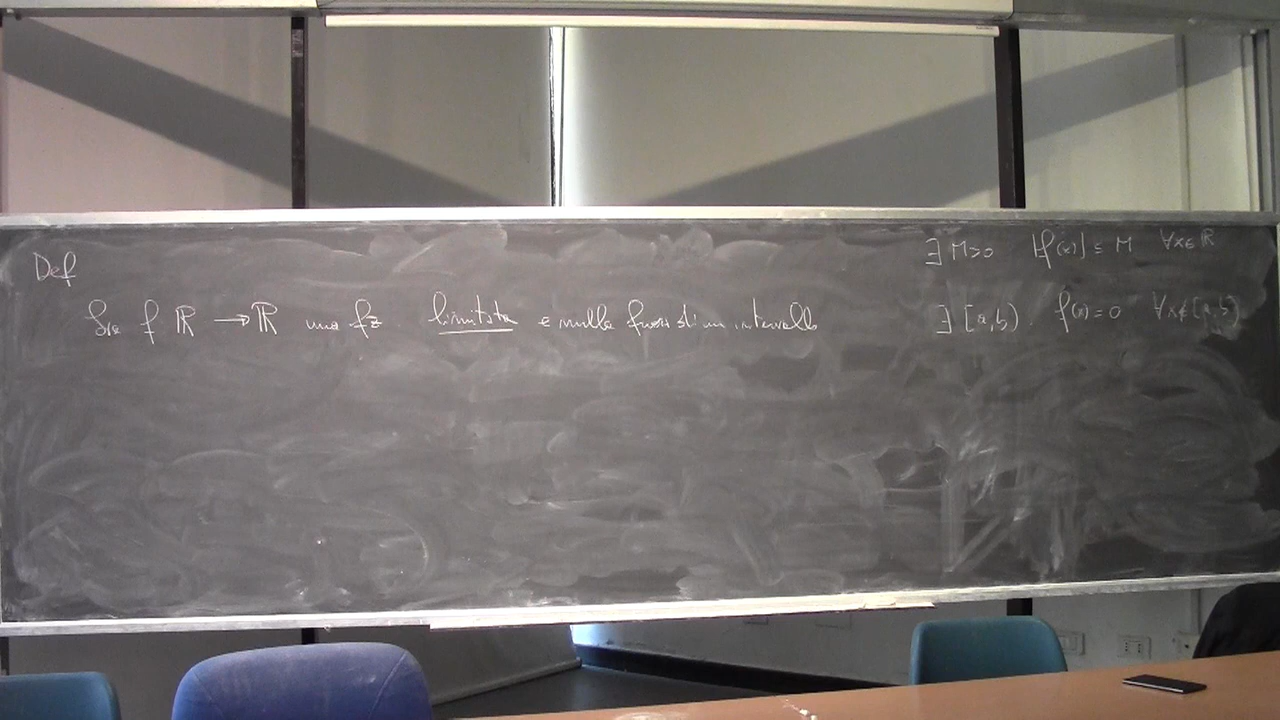 Def
∃ M>0 |f(x)| ≤ M ∀x∈ℝ
Sia f ℝ → ℝ una fz limitata e nulla fuori di un intervallo
∃ [a,b) f(x)=0 ∀x∉[a,b)